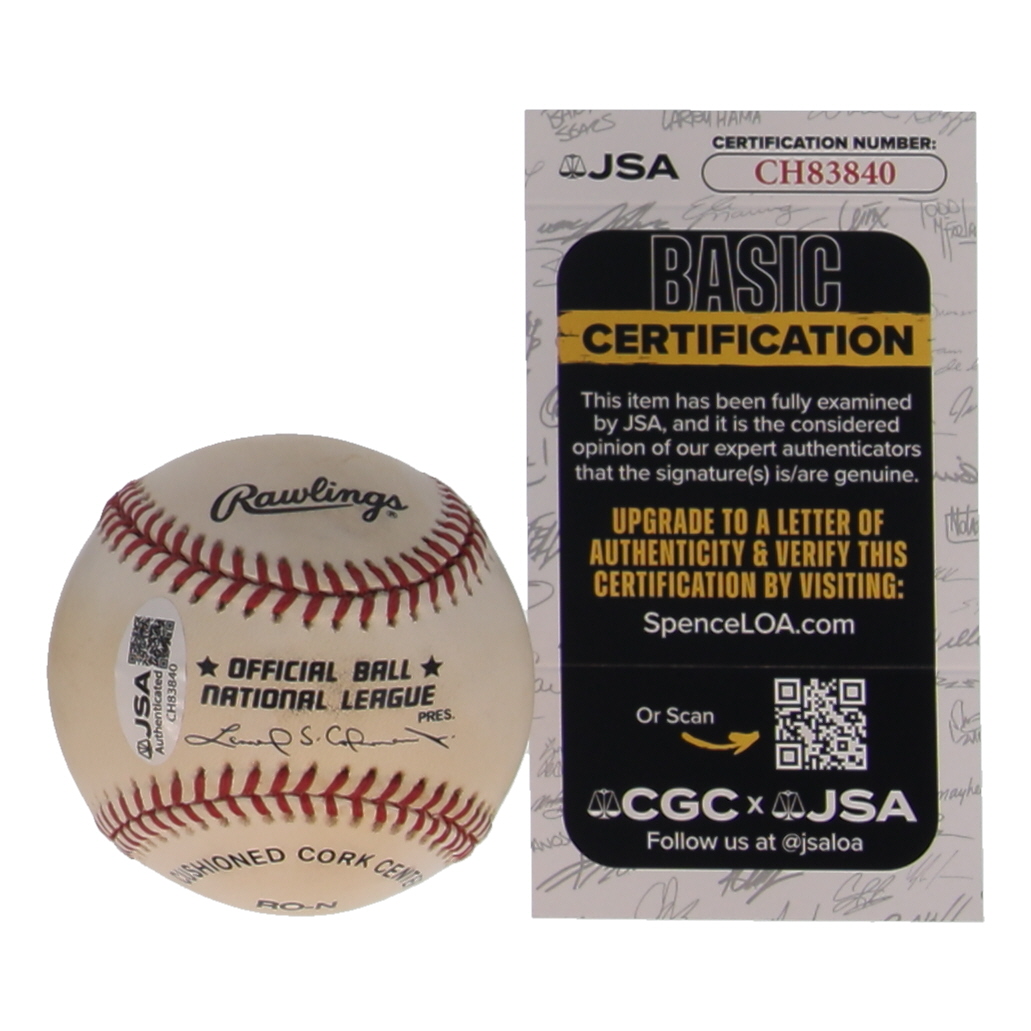 Rawlings®
★ OFFICIAL BALL ★
NATIONAL LEAGUE
PRES.
JSA
Authenticated
CH83840
CUSHIONED CORK CENTE
RO-N
LARRY HAMA
JSA
CERTIFICATION NUMBER:
CH83840
BASIC
CERTIFICATION
This item has been fully examined
by JSA, and it is the considered
opinion of our expert authenticators
that the signature(s) is/are genuine.
UPGRADE TO A LETTER OF
AUTHENTICITY & VERIFY THIS
CERTIFICATION BY VISITING:
SpenceLOA.com
Or Scan
CGC x JSA
Follow us at @jsaloa